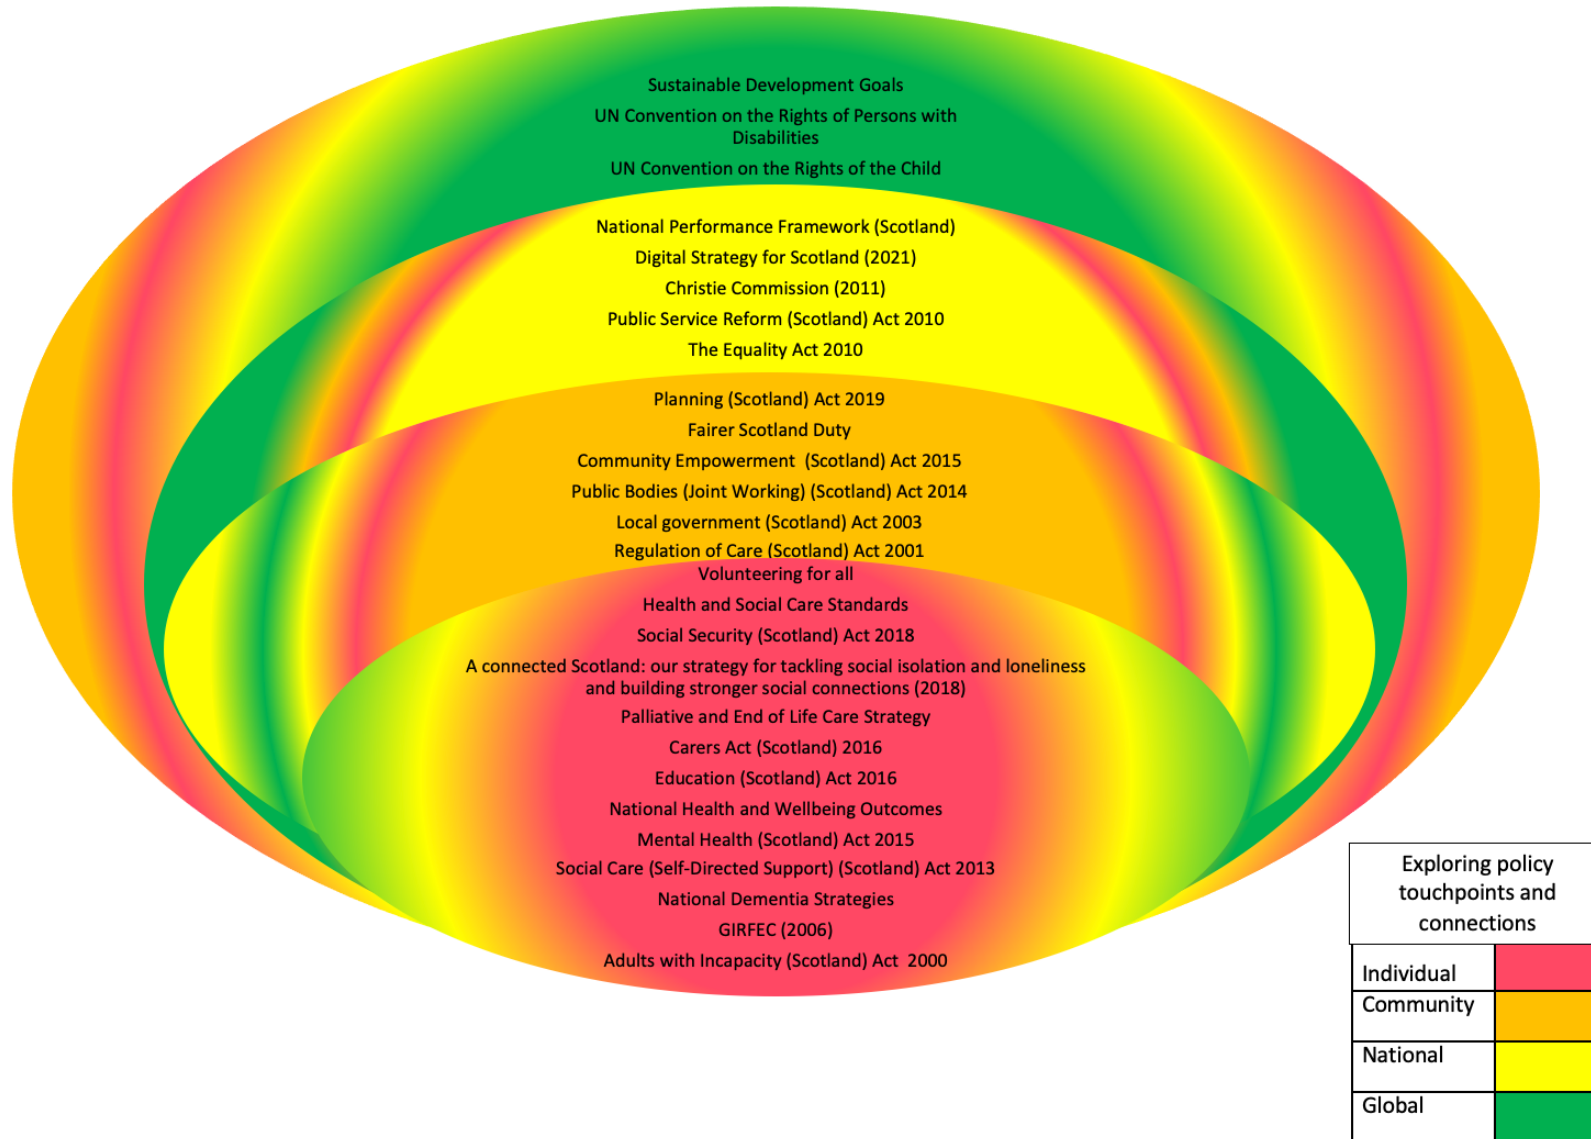 Sustainable Development Goals
UN Convention on the Rights of Persons with
Disabilities
UN Convention on the Rights of the Child
National Performance Framework (Scotland)
Digital Strategy for Scotland (2021)
Christie Commission (2011)
Public Service Reform (Scotland) Act 2010
The Equality Act 2010
Planning (Scotland) Act 2019
Fairer Scotland Duty
Community Empowerment  (Scotland) Act 2015
Public Bodies (Joint Working) (Scotland) Act 2014
Local government (Scotland) Act 2003
Regulation of Care (Scotland) Act 2001
Volunteering for all
Health and Social Care Standards
Social Security (Scotland) Act 2018
A connected Scotland: our strategy for tackling social isolation and loneliness
and building stronger social connections (2018)
Palliative and End of Life Care Strategy
Carers Act (Scotland) 2016
Education (Scotland) Act 2016
National Health and Wellbeing Outcomes
Mental Health (Scotland) Act 2015
Social Care (Self-Directed Support) (Scotland) Act 2013
National Dementia Strategies
GIRFEC (2006)
Adults with Incapacity (Scotland) Act  2000
Exploring policy
touchpoints and
connections
Individual
Community
National
Global